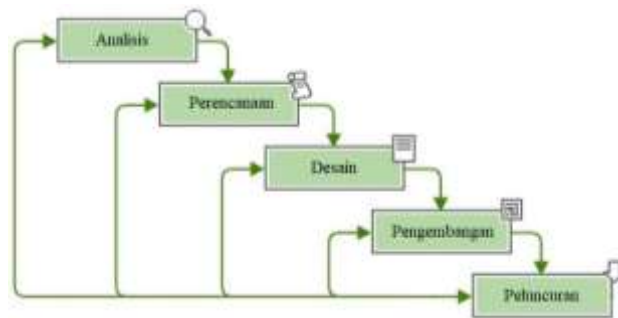 Analisis
Perencanaan
Desain
Pengembangan
Peluncuran